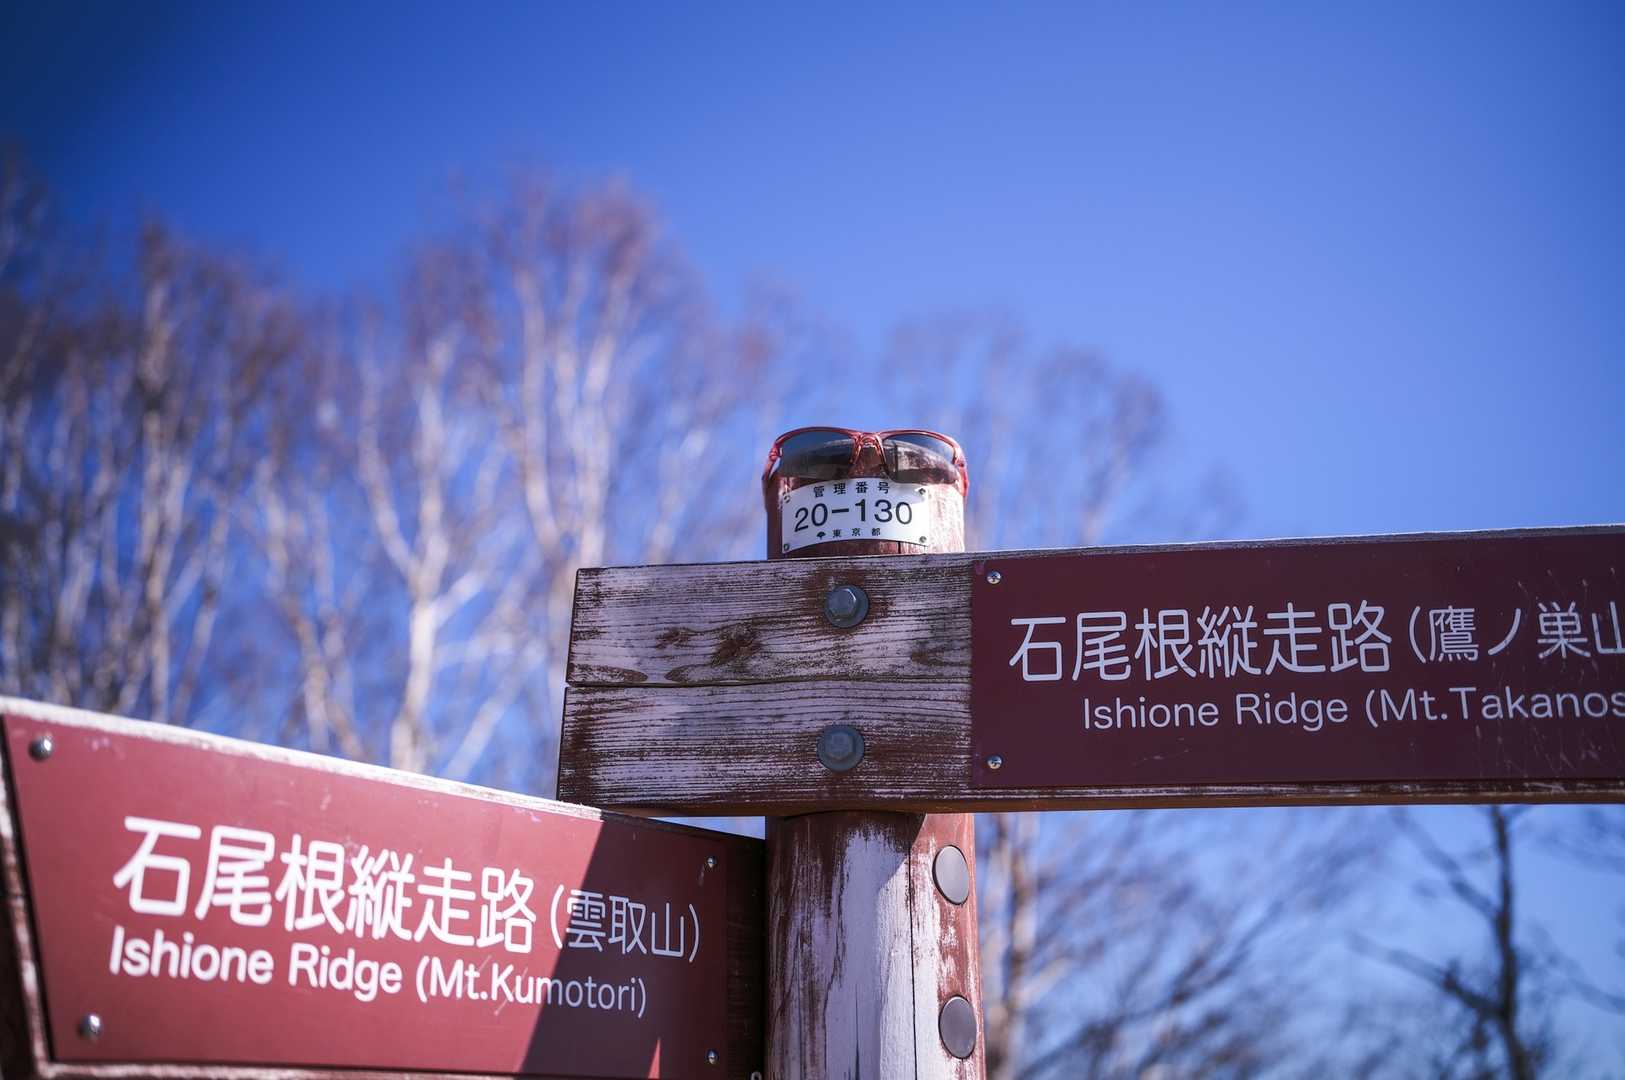 管理番号
20-130
東京都
石尾根縦走路(鷹ノ巣山
Ishione Ridge (Mt.Takanos
石尾根縦走路(雲取山)
Ishione Ridge (Mt.Kumotori)